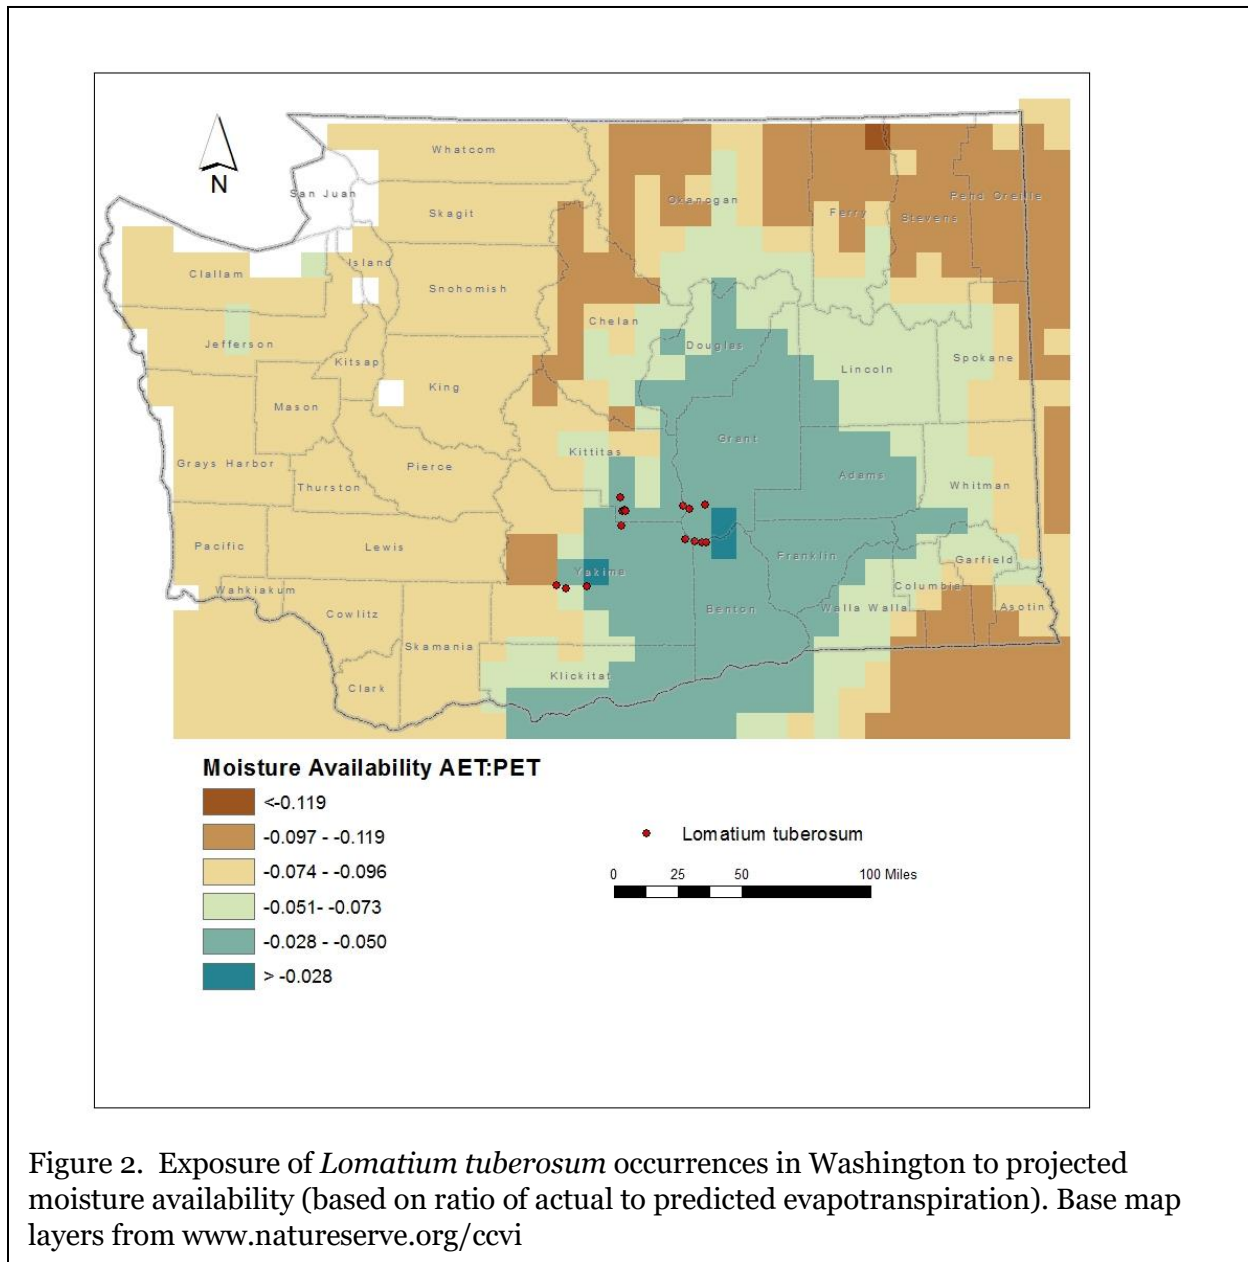 N
Whatcom
San Juan
Skagit
Okanogan
Ferry
Stevens
Pend Oreille
Clallam
Island
Snohomish
Chelan
Jefferson
Kitsap
King
Douglas
Lincoln
Spokane
Mason
Grays Harbor
Pierce
Kittitas
Grant
Adams
Whitman
Thurston
Pacific
Lewis
Yakima
Franklin
Garfield
Wahkiakum
Cowlitz
Benton
Walla Walla
Columbia
Asotin
Skamania
Klickitat
Clark
Moisture Availability AET:PET
<-0.119
-0.097 - -0.119
-0.074 - -0.096
-0.051- -0.073
-0.028 - -0.050
> -0.028
Lomatium tuberosum
0 25 50 100 Miles
Figure 2. Exposure of Lomatium tuberosum occurrences in Washington to projected
moisture availability (based on ratio of actual to predicted evapotranspiration). Base map
layers from www.natureserve.org/ccvi